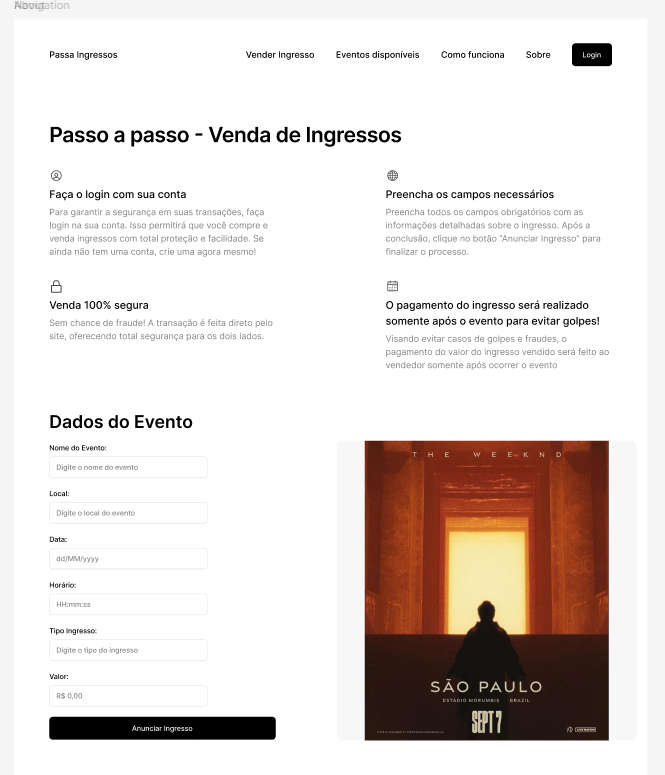 Navigation
Passa Ingressos
Vender Ingresso
Eventos disponíveis
Como funciona
Sobre
Login
Passo a passo - Venda de Ingressos
Faça o login com sua conta
Para garantir a segurança em suas transações, faça
login na sua conta. Isso permitirá que você compre e
venda ingressos com total proteção e facilidade. Se
ainda não tem uma conta, crie uma agora mesmo!
Preencha os campos necessários
Preencha todos os campos obrigatórios com as
informações detalhadas sobre o ingresso. Após a
conclusão, clique no botão "Anunciar Ingresso" para
finalizar o processo.
Venda 100% segura
Sem chance de fraude! A transação é feita direto pelo
site, oferecendo total segurança para os dois lados.
O pagamento do ingresso será realizado
somente após o evento para evitar golpes!
Visando evitar casos de golpes e fraudes, o
pagamento do valor do ingresso vendido será feito ao
vendedor somente após ocorrer o evento
Dados do Evento
Nome do Evento:
Digite o nome do evento
Local:
Digite o local do evento
Data:
dd/MM/yyyy
Horário:
HH:mm:ss
Tipo Ingresso:
Digite o tipo do ingresso
Valor:
R$ 0,00
Anunciar Ingresso
THE WEEKND
SÃO PAULO
ESTÁDIO MORUMBIS BRAZIL
SEPT 7
LIVE NATION